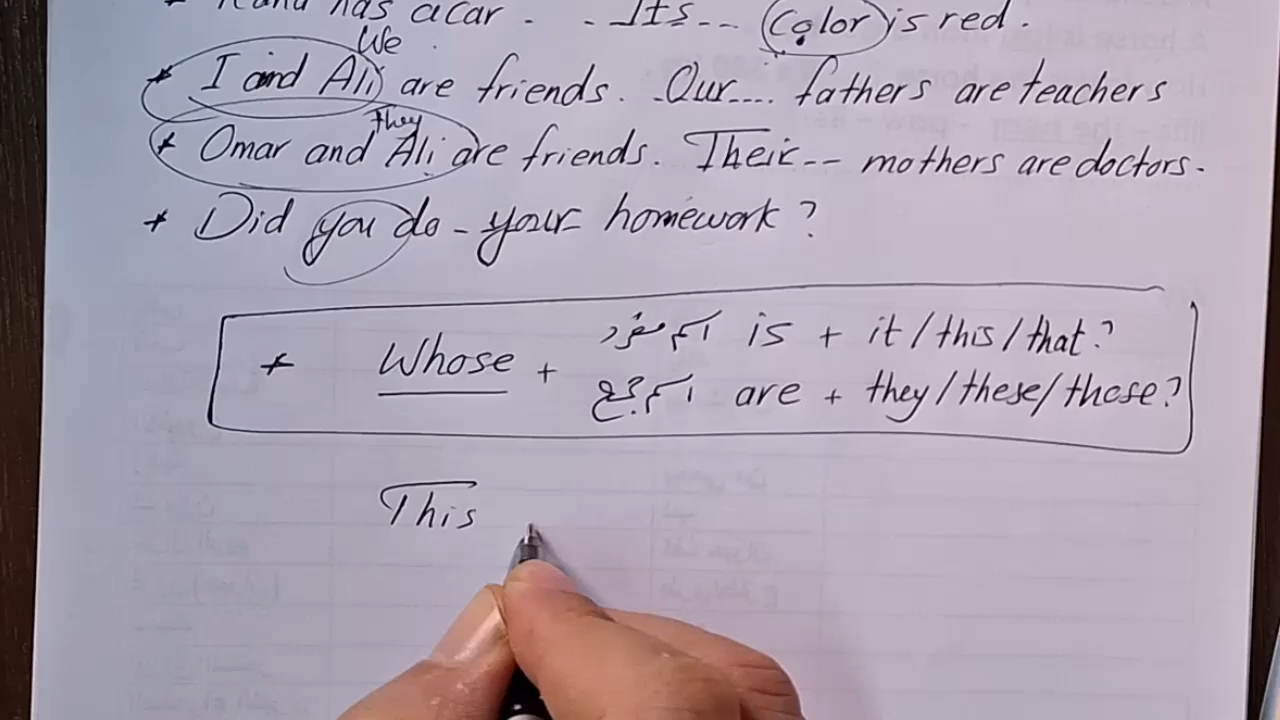 has a car. .. Its... color is red.
We
* I and Ali are friends. .Our.... fathers are teachers
They
* Omar and Ali are friends. Their-- mothers are doctors.
* Did you do - your homework?
* Whose + اسم مفرد is + it/this/that?
اسم جمع are + they/these/those?
This